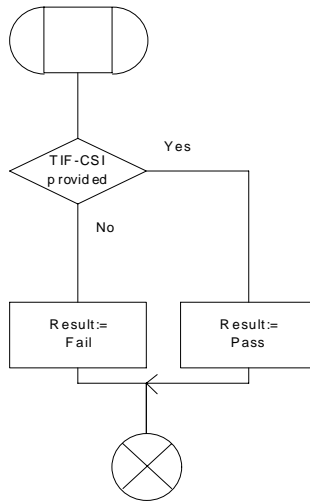 TIF-CSI
provided
Yes
No
Result:=
Fail
Result:=
Pass